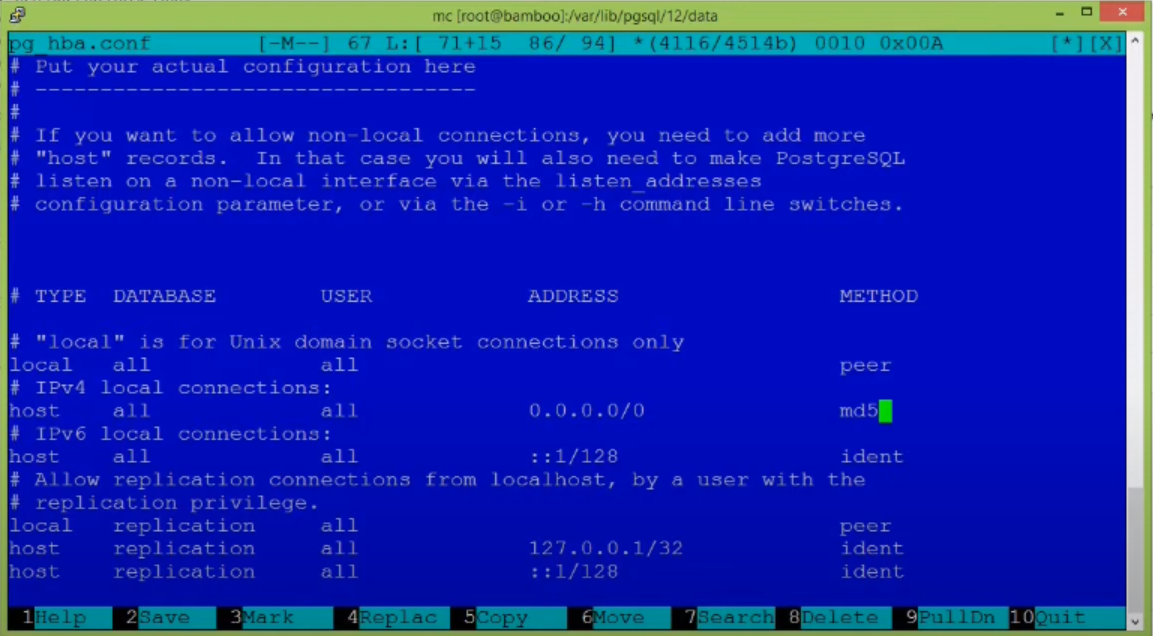 mc [root@bamboo]:/var/lib/pgsql/12/data
pg_hba.conf [-M--] 67 L:[ 71+15 86/ 94] *(4116/4514b) 0010 0x00A [*][X]
# Put your actual configuration here
# ----------------------------------
#
# If you want to allow non-local connections, you need to add more
# "host" records. In that case you will also need to make PostgreSQL
# listen on a non-local interface via the listen_addresses
# configuration parameter, or via the -i or -h command line switches.
# TYPE DATABASE USER ADDRESS METHOD
# "local" is for Unix domain socket connections only
local all all peer
# IPv4 local connections:
host all all 0.0.0.0/0 md5
# IPv6 local connections:
host all all ::1/128 ident
# Allow replication connections from localhost, by a user with the
# replication privilege.
local replication all peer
host replication all 127.0.0.1/32 ident
host replication all ::1/128 ident
1Help 2Save 3Mark 4Replac 5Copy 6Move 7Search 8Delete 9PullDn 10Quit